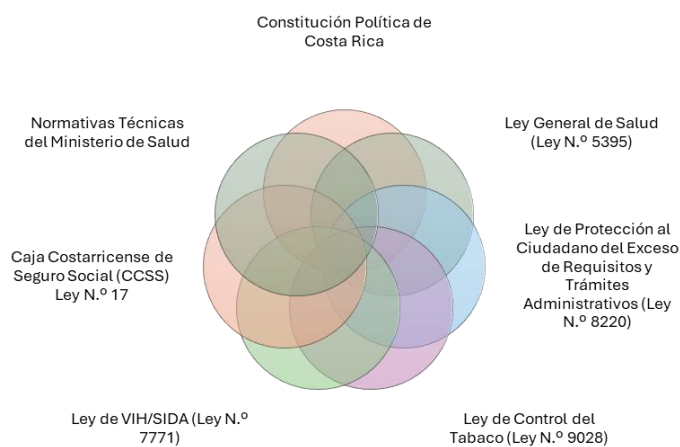 Constitución Política de
Costa Rica
Normativas Técnicas
del Ministerio de Salud
Ley General de Salud
(Ley N.º 5395)
Caja Costarricense de
Seguro Social (CCSS)
Ley N.º 17
Ley de Protección al
Ciudadano del Exceso
de Requisitos y
Trámites
Administrativos (Ley
N.º 8220)
Ley de VIH/SIDA (Ley N.º
7771)
Ley de Control del
Tabaco (Ley N.º 9028)